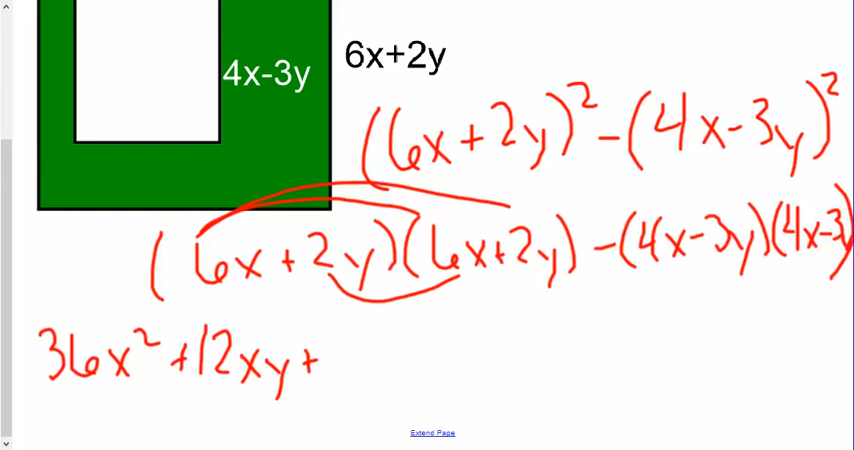 4x-3y
6x+2y
(6x+2y)² - (4x-3y)²
(6x+2y)(6x+2y) - (4x-3y)(4x-3)
36x² + 12xy +
Extend Page